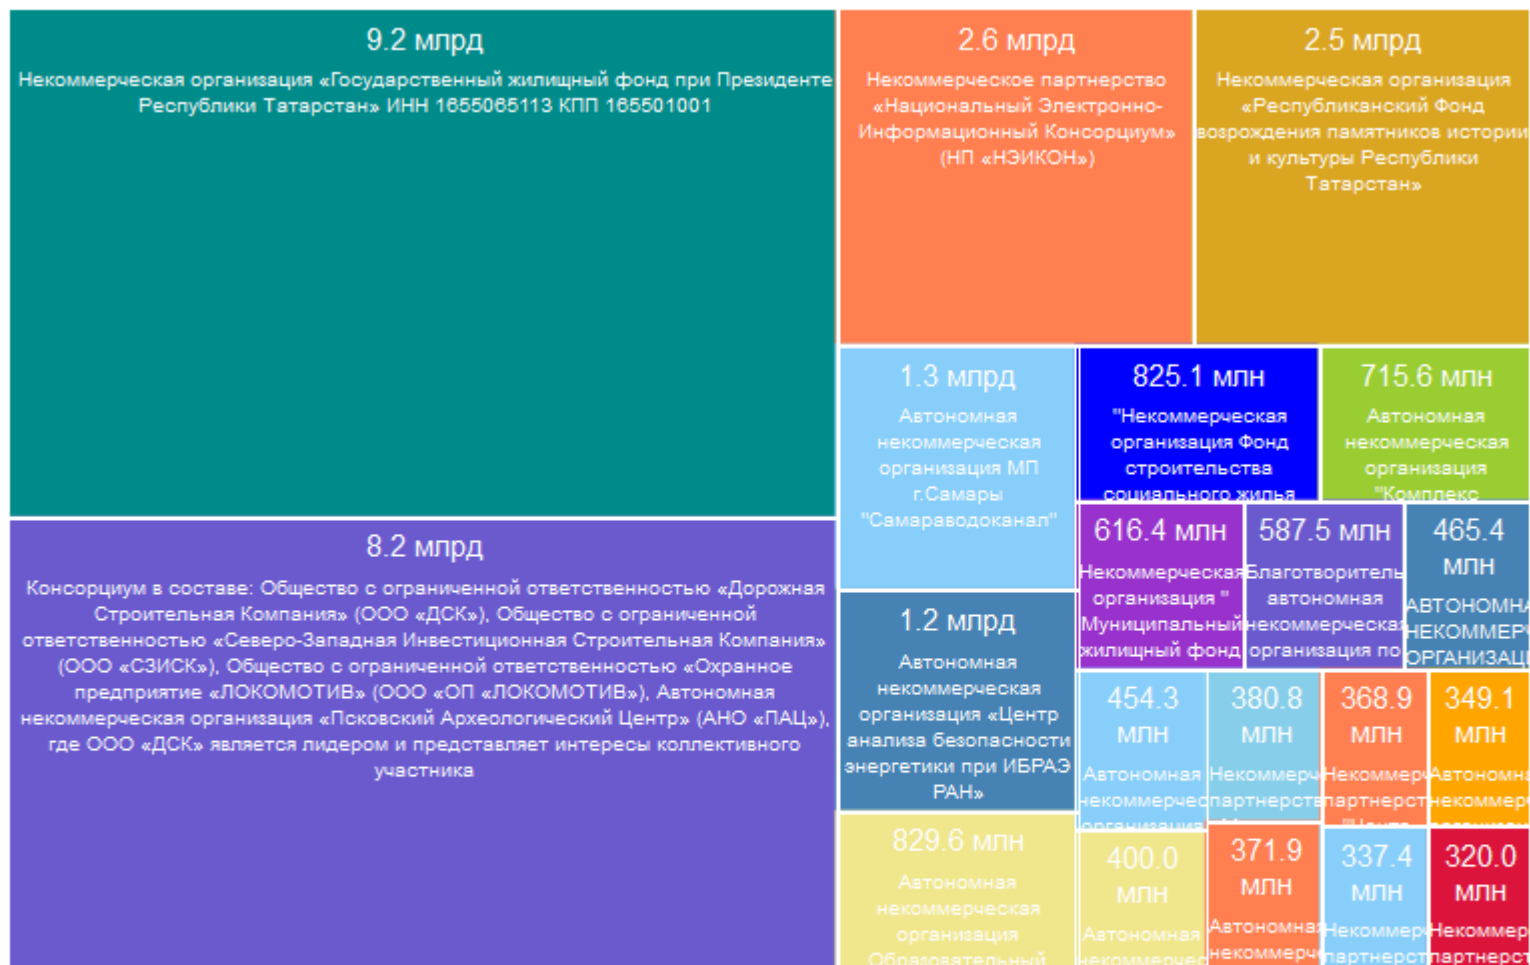 9.2 млрд
Некоммерческая организация «Государственный жилищный фонд при Президенте
Республики Татарстан» ИНН 1655065113 КПП 165501001
8.2 млрд
Консорциум в составе: Общество с ограниченной ответственностью «Дорожная
Строительная Компания» (ООО «ДСК»), Общество с ограниченной
ответственностью «Северо-Западная Инвестиционная Строительная Компания»
(ООО «СЗИСК»), Общество с ограниченной ответственностью «Охранное
предприятие «ЛОКОМОТИВ» (ООО «ОП «ЛОКОМОТИВ»), Автономная
некоммерческая организация «Псковский Археологический Центр» (АНО «ПАЦ»),
где ООО «ДСК» является лидером и представляет интересы коллективного
участника
2.6 млрд
Некоммерческое партнерство
«Национальный Электронно-
Информационный Консорциум»
(НП «НЭИКОН»)
2.5 млрд
Некоммерческая организация
«Республиканский Фонд
возрождения памятников истории
и культуры Республики
Татарстан»
1.3 млрд
Автономная
некоммерческая
организация МП
г.Самары
"Самараводоканал"
1.2 млрд
Автономная
некоммерческая
организация «Центр
анализа безопасности
энергетики при ИБРАЭ
РАН»
829.6 млн
Автономная
некоммерческая
организация
Образовательный
825.1 млн
"Некоммерческая
организация Фонд
строительства
социального жилья
715.6 млн
Автономная
некоммерческая
организация
"Комплекс
616.4 млн
Некоммерческая
организация "
Муниципальный
жилищный фонд
587.5 млн
Благотворитель
автономная
некоммерческая
организация по
465.4
млн
АВТОНОМНА
НЕКОММЕР
ОРГАНИЗАЦ
454.3
млн
Автономная
некоммерчес
организация
400.0
млн
Автономная
некоммерчес
380.8
млн
Некоммерч
партнерств
371.9
млн
Автономная
некоммерч
368.9
млн
Некоммерч
партнерст
"Центр
337.4
млн
Некоммер
партнерст
349.1
млн
Автономн
некоммер
320.0
млн
Некоммер
партнерст